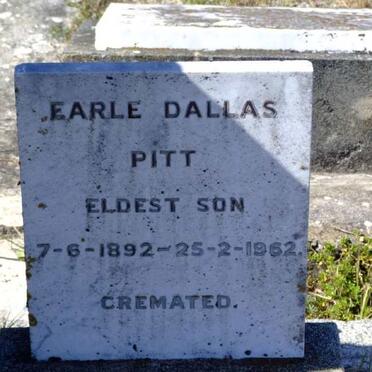 EARLE DALLAS
PITT
ELDEST SON
7-6-1892-25-2-1962.
CREMATED.